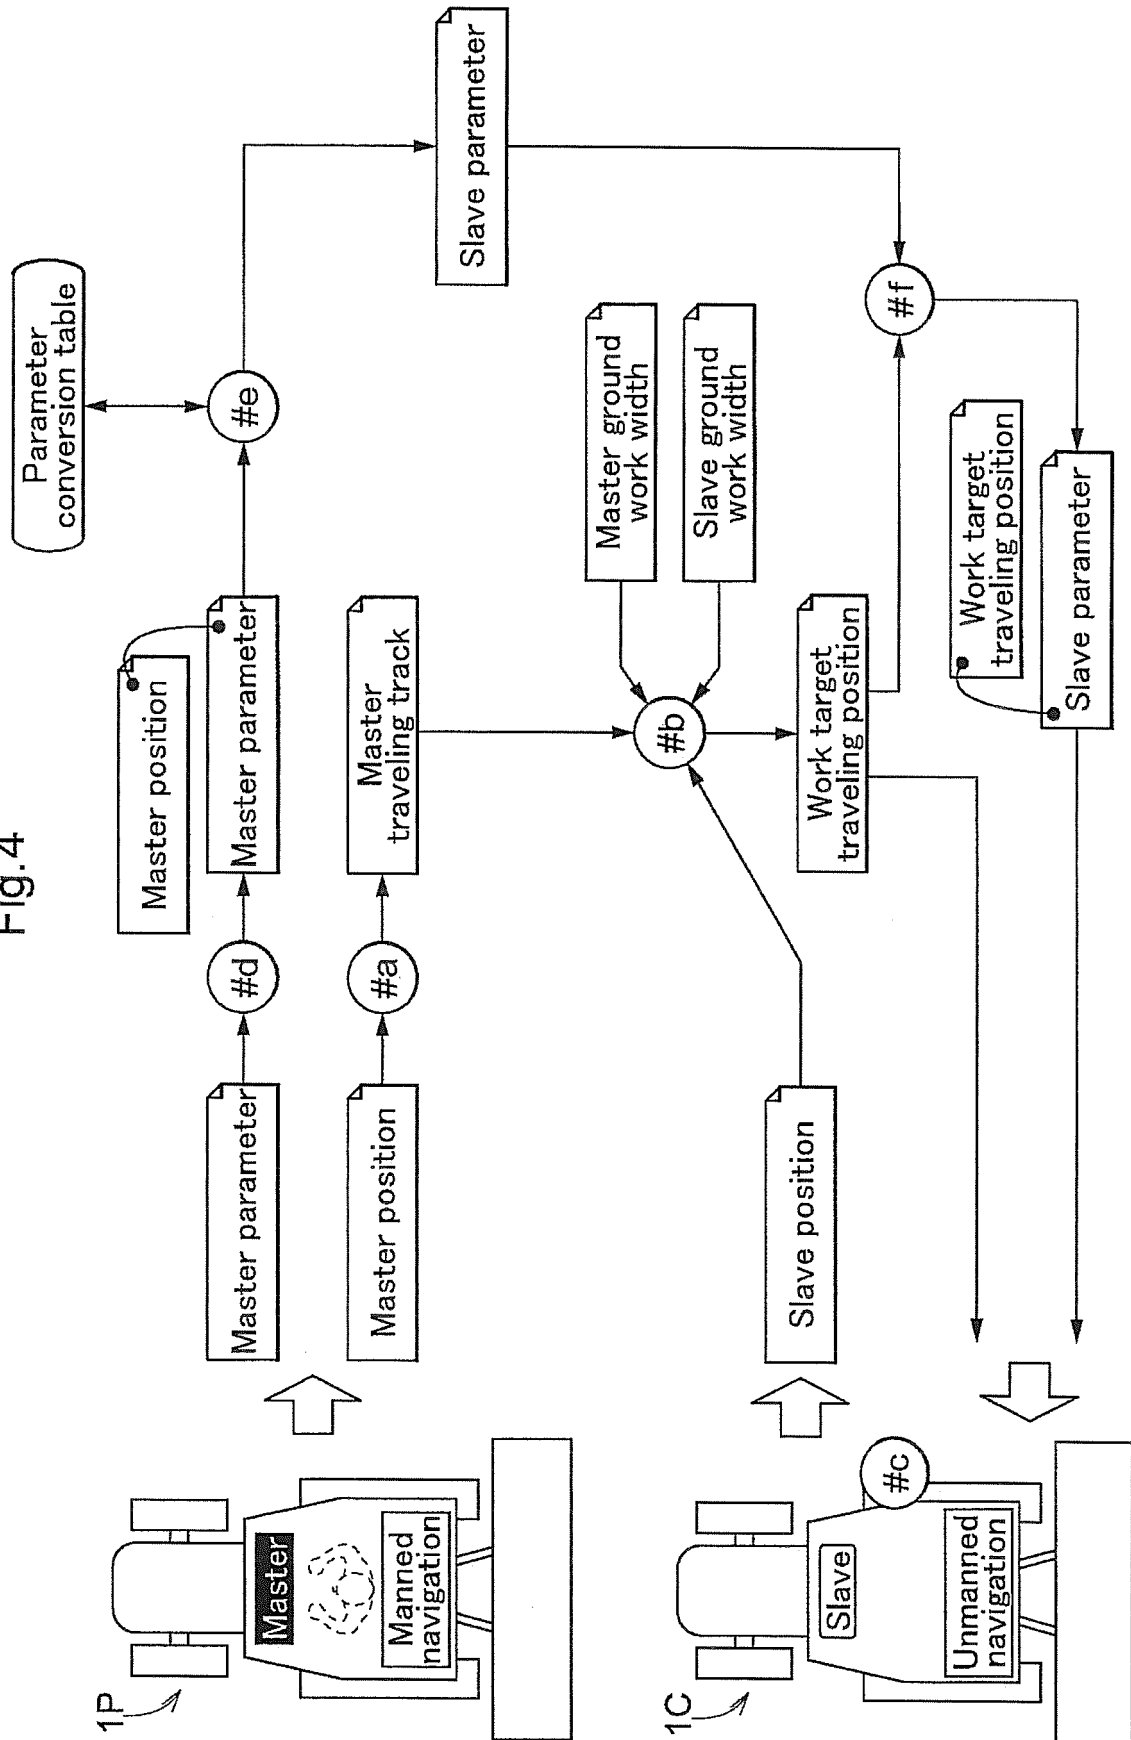 Fig.4
1P
Master
Manned
navigation
Master parameter
Master position
#d
#a
Master position
Master parameter
Master
traveling track
Parameter
conversion table
#e
Slave parameter
1C
Slave
Unmanned
navigation
#c
Slave position
#b
Master ground
work width
Slave ground
work width
Work target
traveling position
#f
Work target
traveling position
Slave parameter